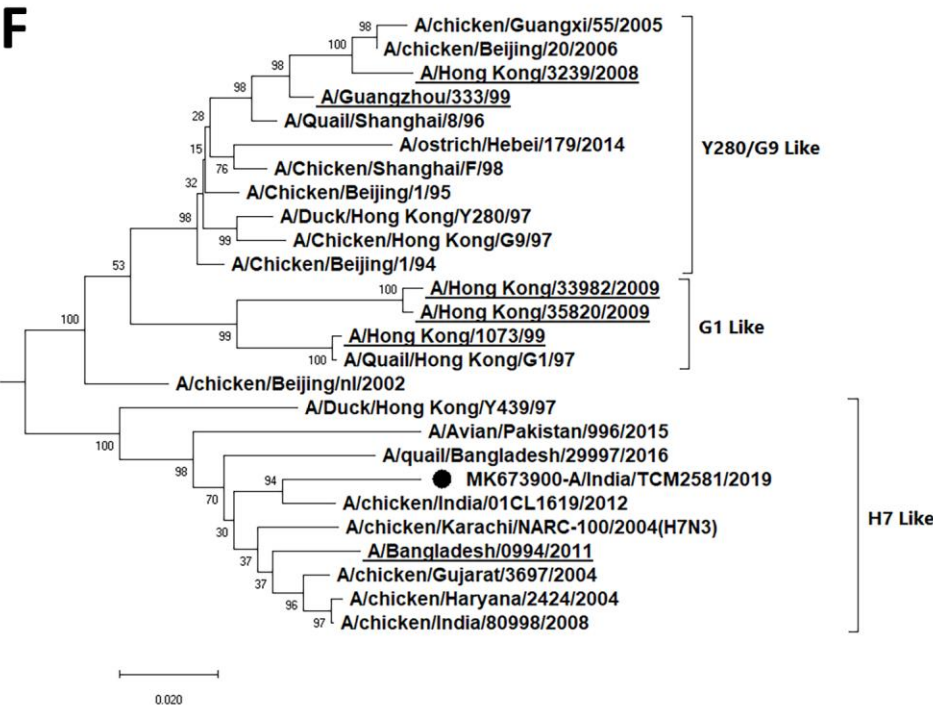 F
98
A/chicken/Guangxi/55/2005
100
A/chicken/Beijing/20/2006
98
A/Hong Kong/3239/2008
98
A/Guangzhou/333/99
28
A/Quail/Shanghai/8/96
15
A/ostrich/Hebei/179/2014
76
A/Chicken/Shanghai/F/98
32
A/Chicken/Beijing/1/95
98
A/Duck/Hong Kong/Y280/97
99
A/Chicken/Hong Kong/G9/97
A/Chicken/Beijing/1/94
Y280/G9 Like
53
100
A/Hong Kong/33982/2009
A/Hong Kong/35820/2009
99
A/Hong Kong/1073/99
100
A/Quail/Hong Kong/G1/97
G1 Like
100
A/chicken/Beijing/nl/2002
A/Duck/Hong Kong/Y439/97
100
A/Avian/Pakistan/996/2015
98
A/quail/Bangladesh/29997/2016
70
94
MK673900-A/India/TCM2581/2019
A/chicken/India/01CL1619/2012
30
A/chicken/Karachi/NARC-100/2004(H7N3)
37
A/Bangladesh/0994/2011
37
A/chicken/Gujarat/3697/2004
96
A/chicken/Haryana/2424/2004
97
A/chicken/India/80998/2008
H7 Like
0.020